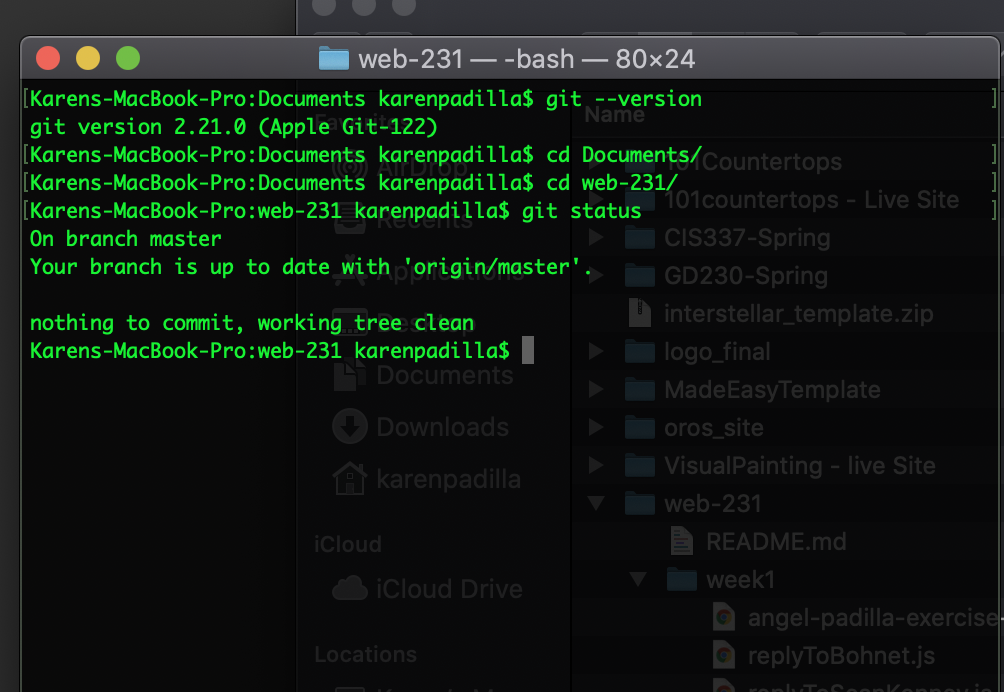 web-231 — -bash — 80×24
[Karens-MacBook-Pro:Documents karenpadilla$ git --version ]
git version 2.21.0 (Apple Git-122)
[Karens-MacBook-Pro:Documents karenpadilla$ cd Documents/ ]
[Karens-MacBook-Pro:Documents karenpadilla$ cd web-231/ ]
[Karens-MacBook-Pro:web-231 karenpadilla$ git status ]
On branch master
Your branch is up to date with 'origin/master'.
nothing to commit, working tree clean
Karens-MacBook-Pro:web-231 karenpadilla$
Favorites
AirDrop
Recents
Applications
Desktop
Documents
Downloads
karenpadilla
iCloud
iCloud Drive
Locations
Name
101Countertops
101countertops - Live Site
CIS337-Spring
GD230-Spring
interstellar_template.zip
logo_final
MadeEasyTemplate
oros_site
VisualPainting - live Site
web-231
README.md
week1
angel-padilla-exercise-
replyToBohnet.js